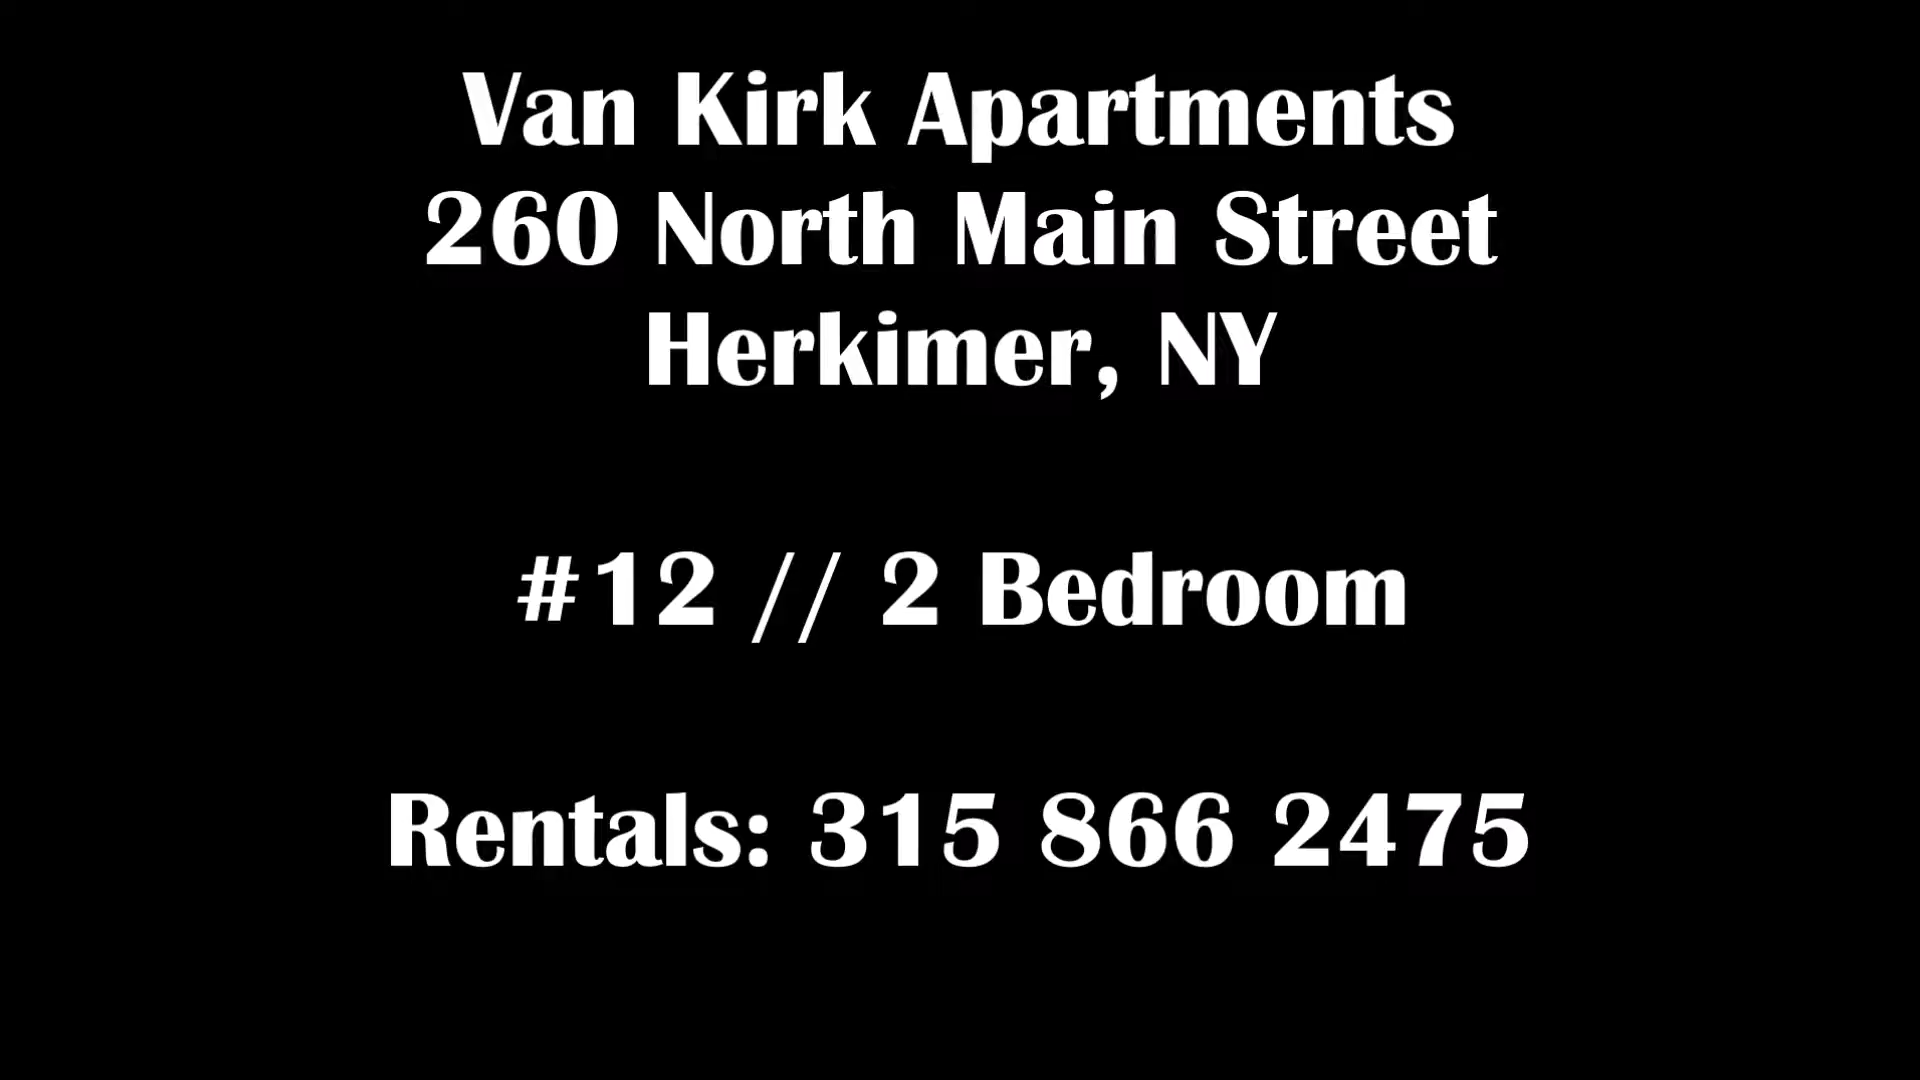 Van Kirk Apartments
260 North Main Street
Herkimer, NY
#12 // 2 Bedroom
Rentals: 315 866 2475